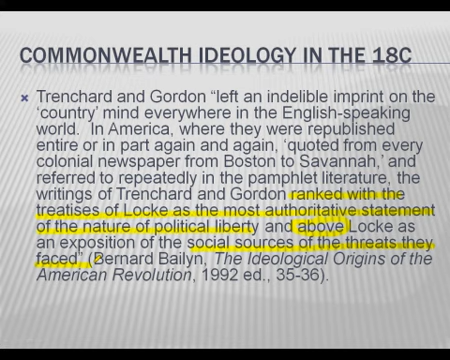 COMMONWEALTH IDEOLOGY IN THE 18C
Trenchard and Gordon “left an indelible imprint on the
‘country’ mind everywhere in the English-speaking
world.  In America, where they were republished
entire or in part again and again, ‘quoted from every
colonial newspaper from Boston to Savannah,’ and
referred to repeatedly in the pamphlet literature, the
writings of Trenchard and Gordon ranked with the
treatises of Locke as the most authoritative statement
of the nature of political liberty and above Locke as
an exposition of the social sources of the threats they
faced” (Bernard Bailyn, The Ideological Origins of the
American Revolution, 1992 ed., 35-36).